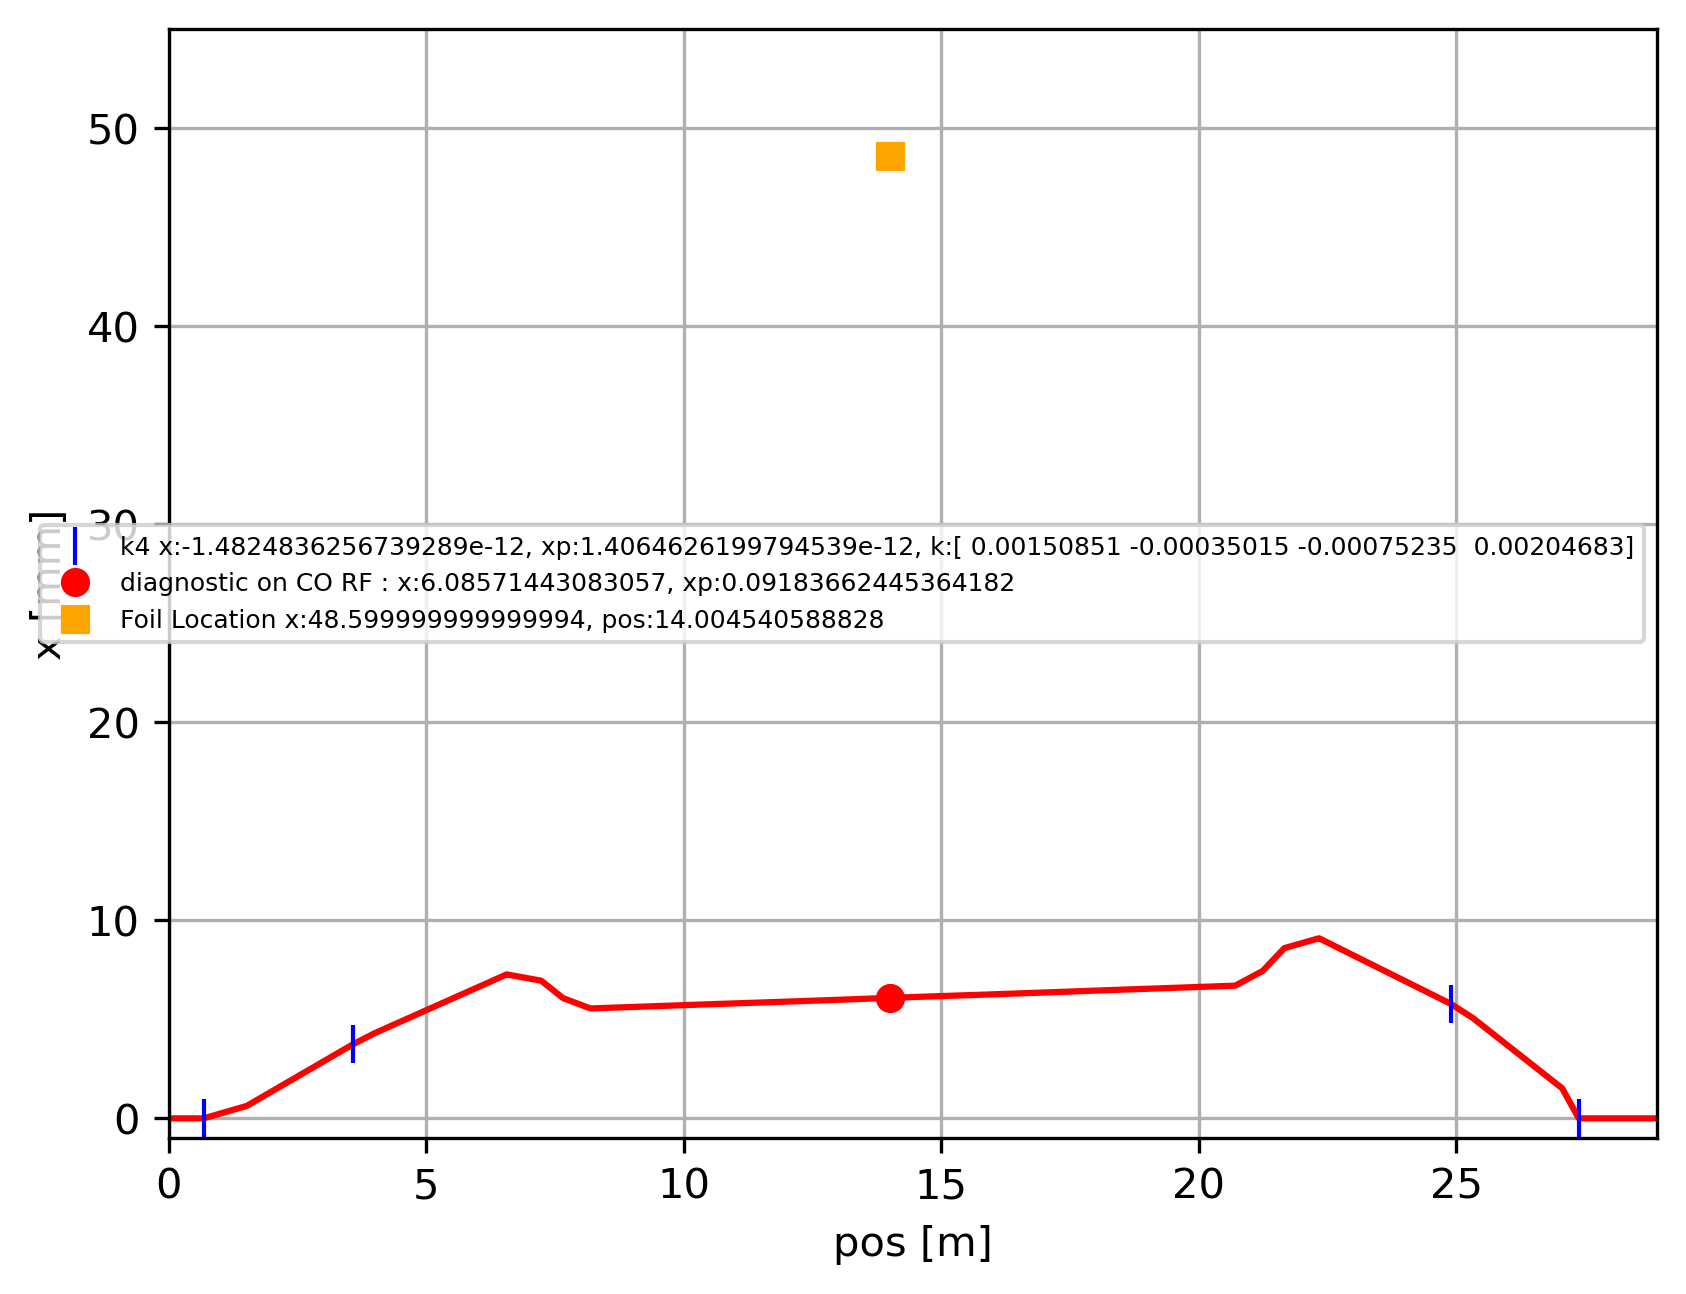 50
40
30
20
10
0
x [mm]
k4 x:-1.4824836256739289e-12, xp:1.4064626199794539e-12, k:[ 0.00150851 -0.00035015 -0.00075235  0.00204683]
diagnostic on CO RF : x:6.08571443083057, xp:0.09183662445364182
Foil Location x:48.599999999999994, pos:14.004540588828
0 5 10 15 20 25
pos [m]